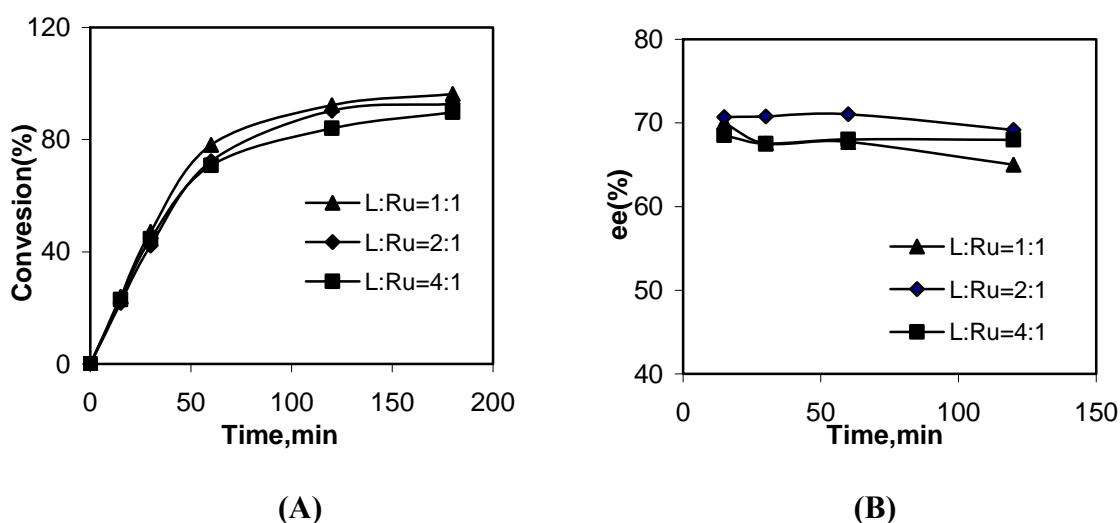 120
80
40
0
Convesion(%)
L:Ru=1:1
L:Ru=2:1
L:Ru=4:1
0 50 100 150 200
Time,min
(A)
80
70
60
50
40
ee(%)
L:Ru=1:1
L:Ru=2:1
L:Ru=4:1
0 50 100 150
Time,min
(B)